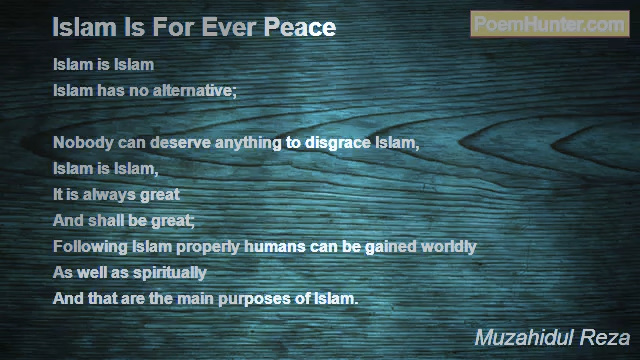 Islam Is For Ever Peace
PoemHunter.com
Islam is Islam
Islam has no alternative;
Nobody can deserve anything to disgrace Islam,
Islam is Islam,
It is always great
And shall be great;
Following Islam properly humans can be gained worldly
As well as spiritually
And that are the main purposes of Islam.
Muzahidul Reza